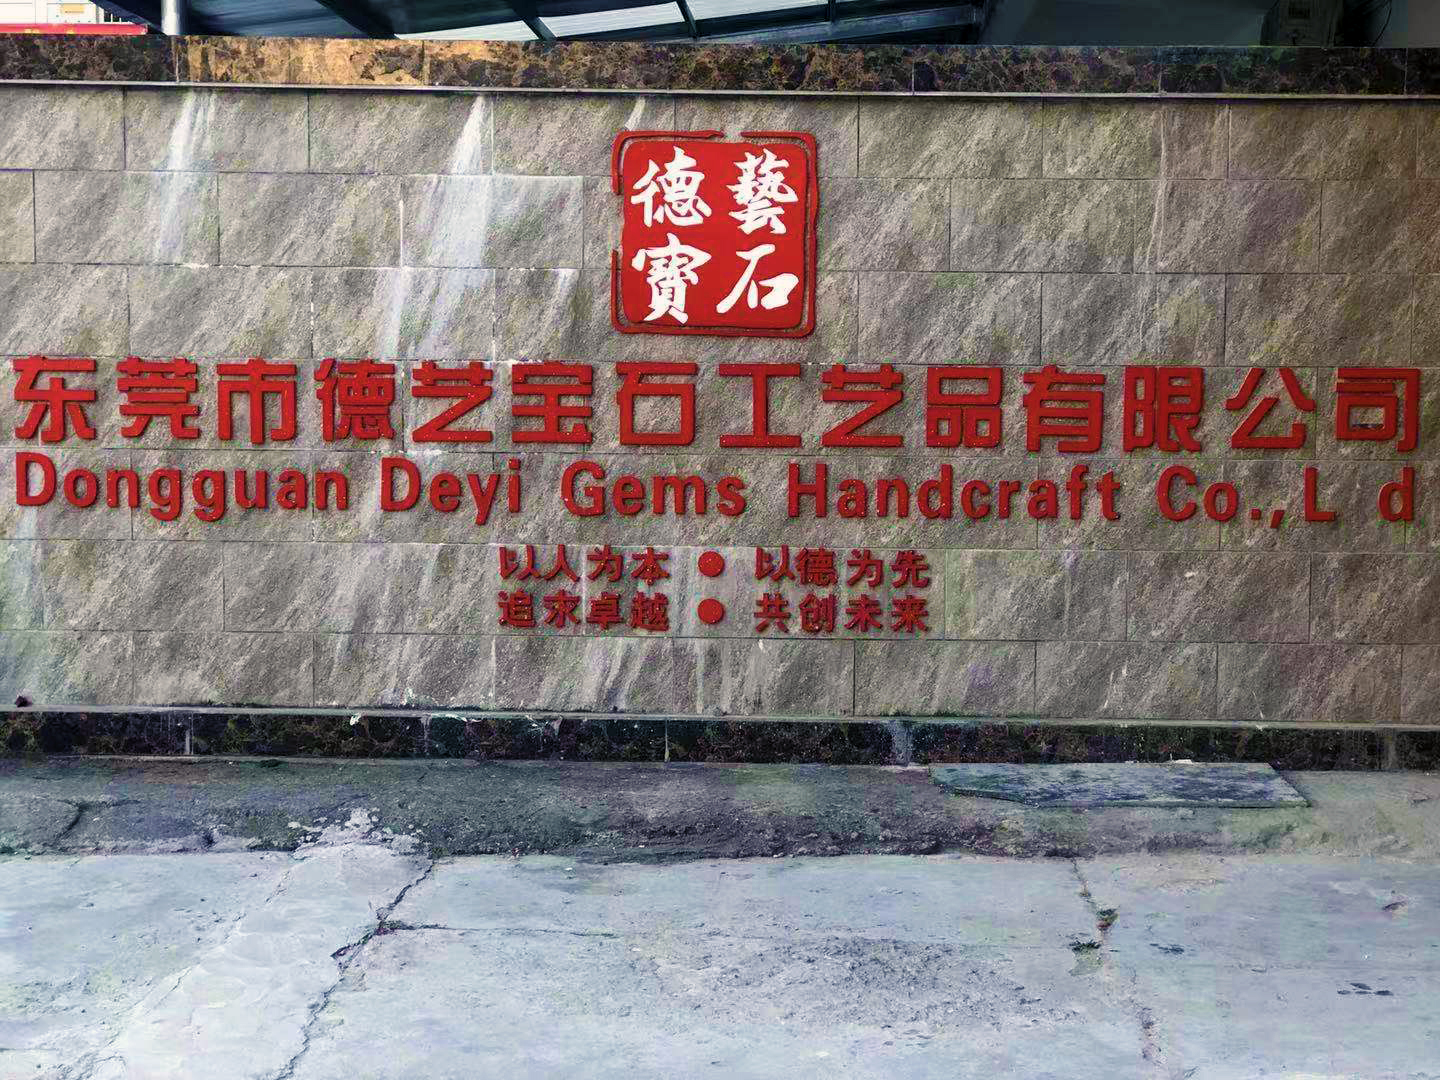 德藝
寶石
东莞市德艺宝石工艺品有限公司
Dongguan Deyi Gems Handcraft Co.,L d
以人为本 • 以德为先
追求卓越 • 共创未来